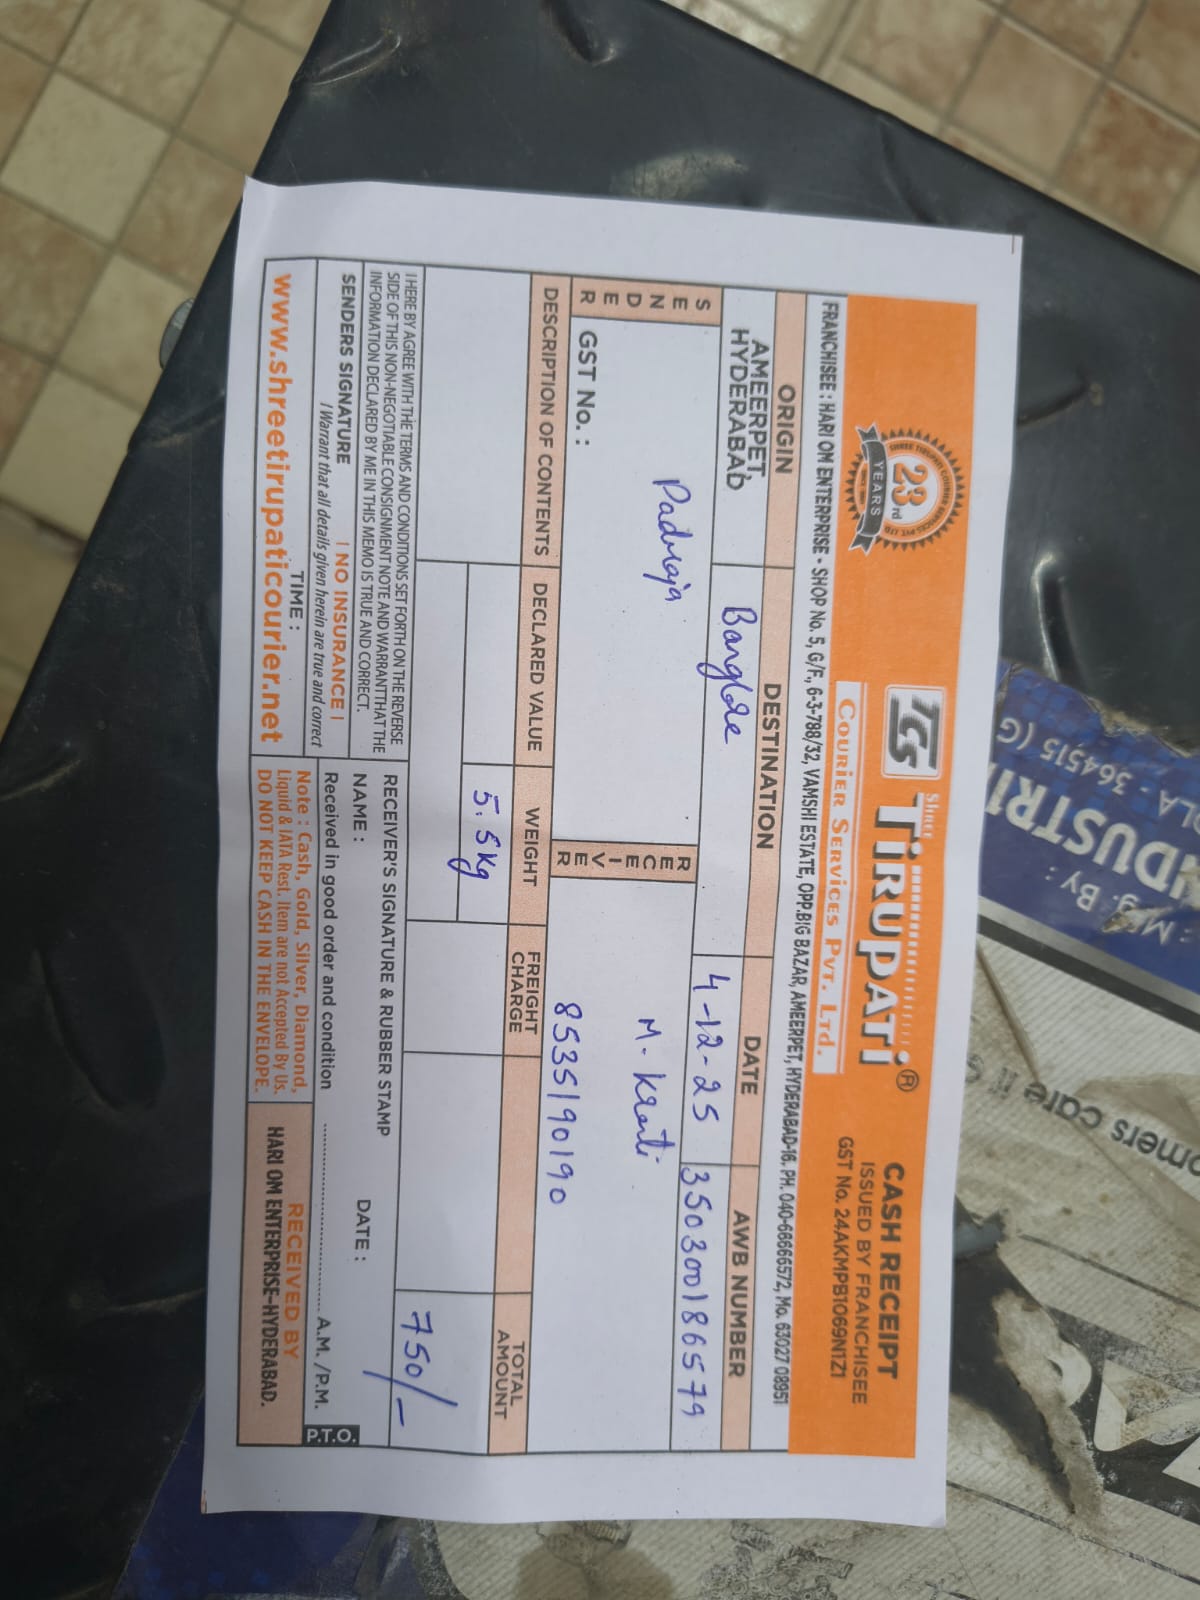 23rd
YEARS
TCS SHREE TIRUPATI®
COURIER SERVICES PVT. LTD.
CASH RECEIPT
ISSUED BY FRANCHISEE
GST No. 24AKMPB1069N1Z1
FRANCHISEE : HARI OM ENTERPRISE - SHOP No. 5, G/F., 6-3-788/32, VAMSHI ESTATE, OPP.BIG BAZAR, AMEERPET, HYDERABAD-16. PH. 040-66666572, Mo. 63027 08951
ORIGIN DESTINATION DATE AWB NUMBER
AMEERPET,
HYDERABAD
4-12-25 35030018 6579
SENDER
Padmaja
GST No. :
RECEIVER
M. Kranti
8535190190
DESCRIPTION OF CONTENTS DECLARED VALUE WEIGHT FREIGHT CHARGE TOTAL AMOUNT
5.5kg
750/-
I HERE BY AGREE WITH THE TERMS AND CONDITIONS SET FORTH ON THE REVERSE
SIDE OF THIS NON-NEGOTIABLE CONSIGNMENT NOTE AND WARRANT THAT THE
INFORMATION DECLARED BY ME IN THIS MEMO IS TRUE AND CORRECT.
SENDERS SIGNATURE | NO INSURANCE |
I Warrant that all details given herein are true and correct
TIME :
www.shreetirupaticourier.net
RECEIVER'S SIGNATURE & RUBBER STAMP
NAME : DATE :
Received in good order and condition ........................ A.M. /P.M.
P.T.O.
Note : Cash, Gold, Silver, Diamond,
Liquid & IATA Rest. Item are not Accepted By Us.
DO NOT KEEP CASH IN THE ENVELOPE.
RECEIVED BY
HARI OM ENTERPRISE-HYDERABAD.
364515 (G
omers care